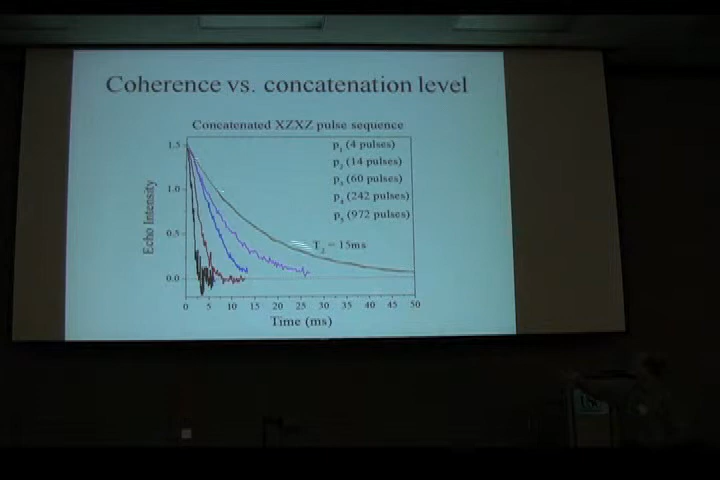 Coherence vs. concatenation level
Concatenated XZXZ pulse sequence
p1 (4 pulses)
p2 (14 pulses)
p3 (60 pulses)
p4 (242 pulses)
p5 (972 pulses)
T2 = 15ms
Echo Intensity
1.5
1.0
0.5
0.0
0 5 10 15 20 25 30 35 40 45 50
Time (ms)